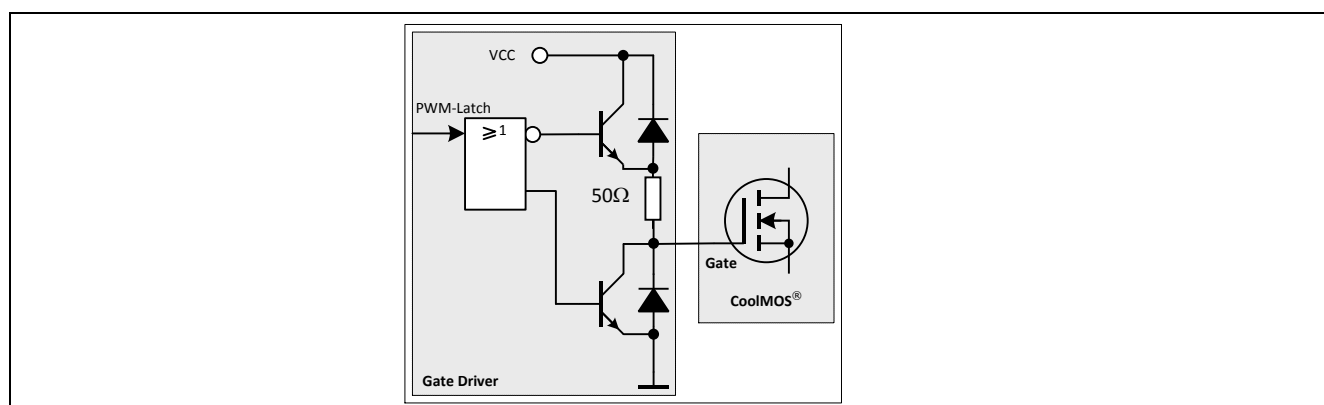 VCC
PWM-Latch
⩾1
50Ω
Gate
CoolMOS®
Gate Driver